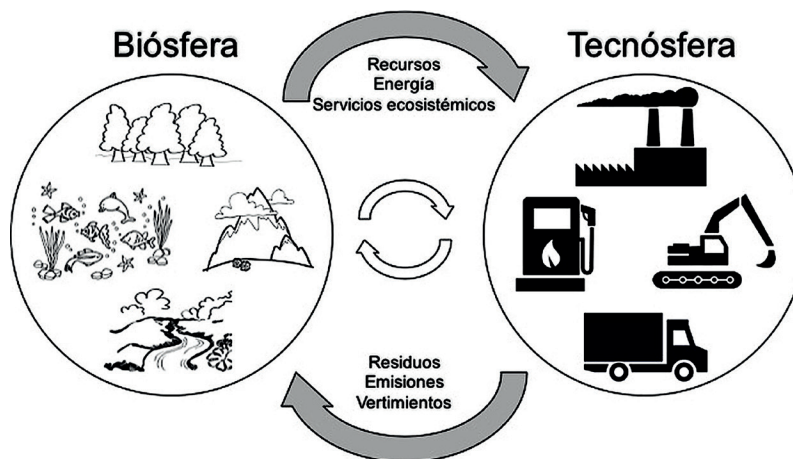 Biósfera
Tecnósfera
Recursos
Energía
Servicios ecosistémicos
Residuos
Emisiones
Vertimientos